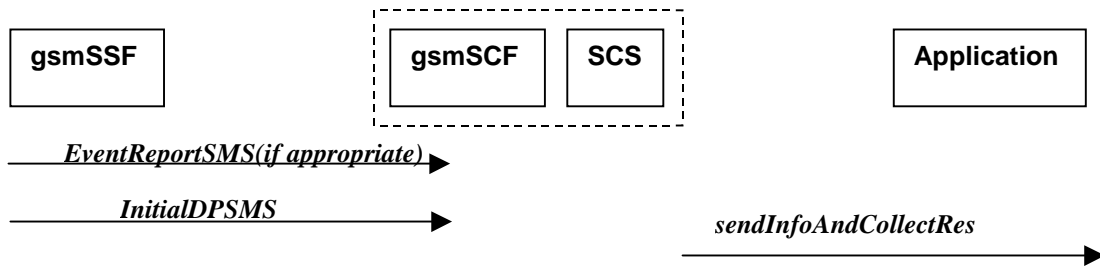 gsmSSF gsmSCF SCS Application
EventReportSMS(if appropriate)
InitialDPSMS
sendInfoAndCollectRes